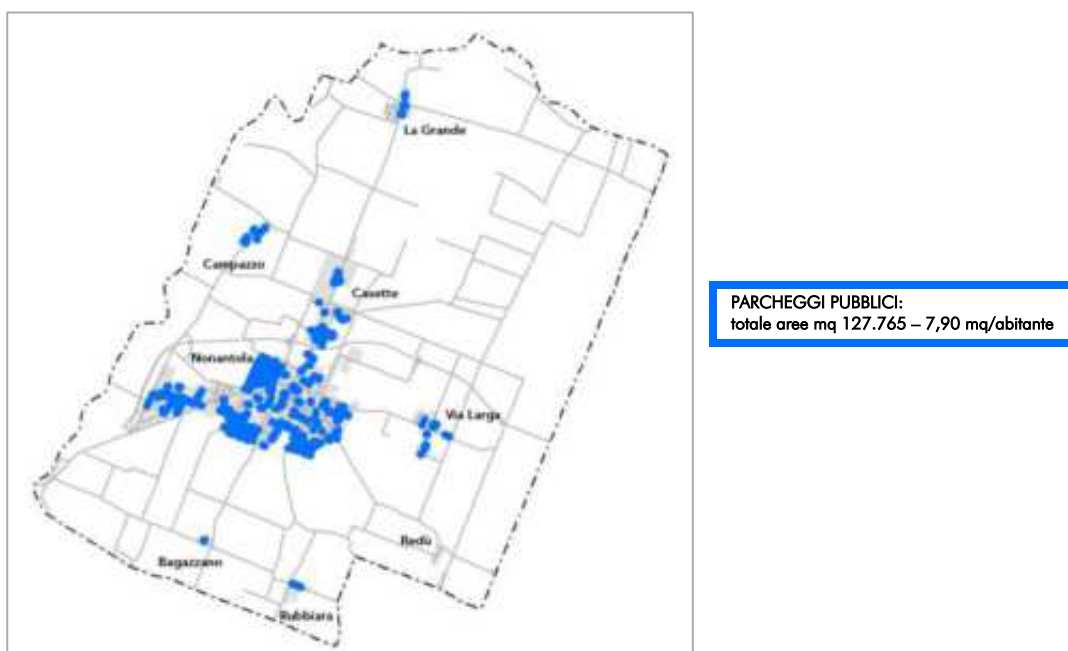 La Grande
Campazzo
Casette
Nonantola
Via Larga
Redù
Bagazzano
Rubbiara
PARCHEGGI PUBBLICI:
totale aree mq 127.765 – 7,90 mq/abitante